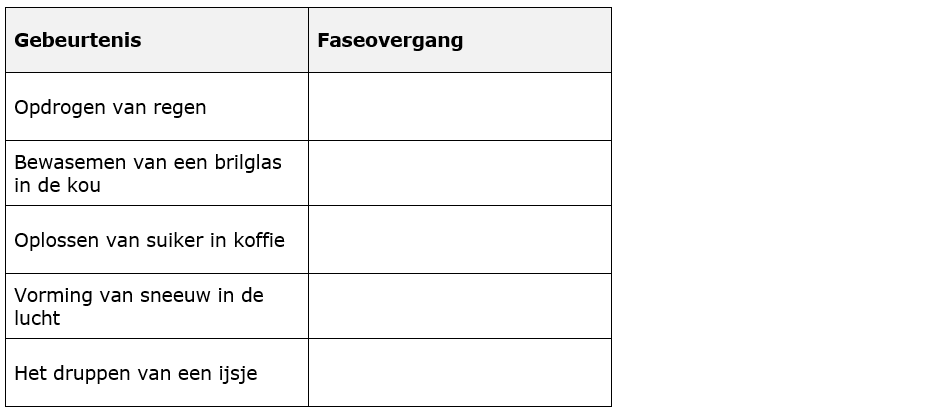 Gebeurtenis
Faseovergang
Opdrogen van regen
Bewasemen van een brilglas
in de kou
Oplossen van suiker in koffie
Vorming van sneeuw in de
lucht
Het druppen van een ijsje